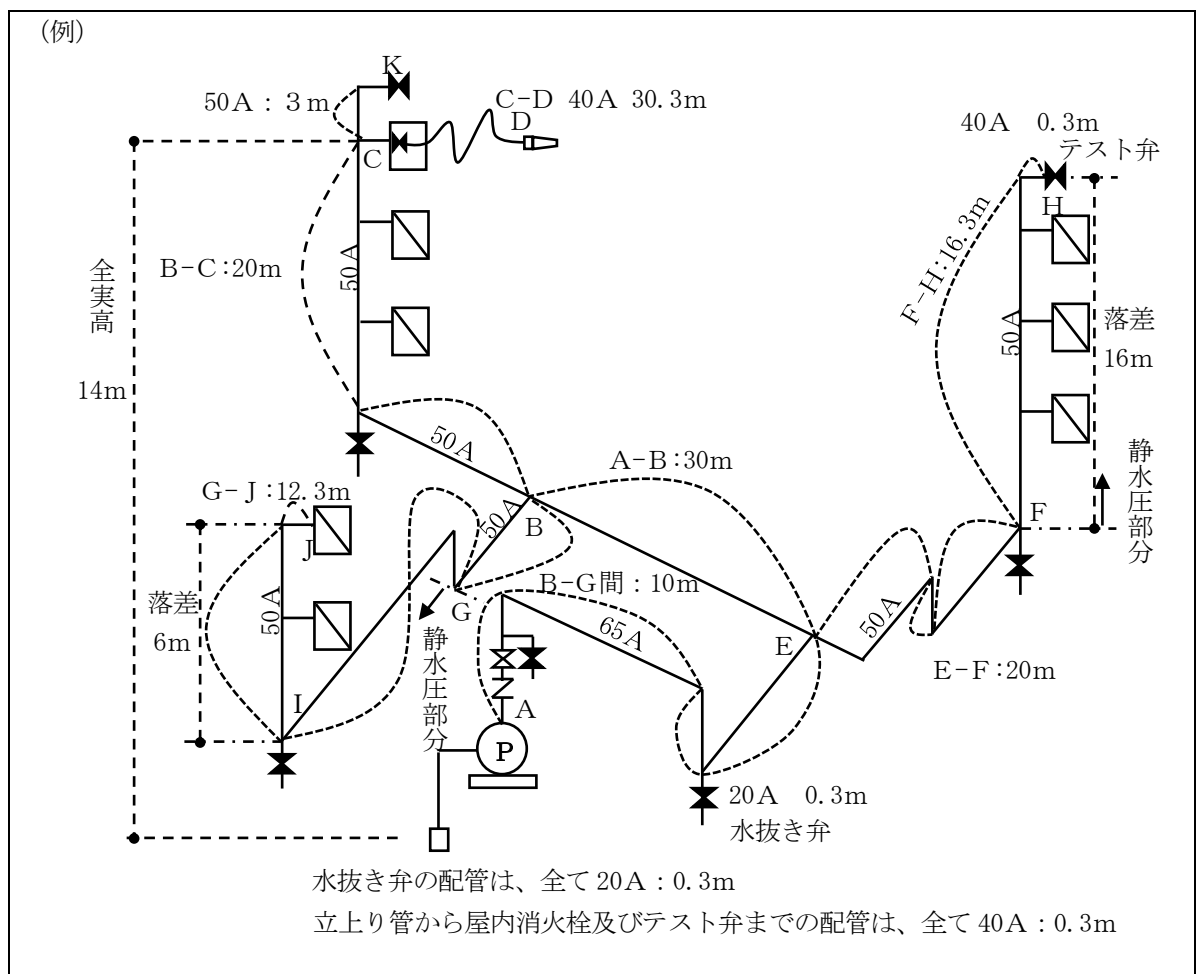 (例)
K
50A：３m
C-D 40A 30.3m
D
C
40A 0.3m
テスト弁
H
B-C:20m
50A
F-H:16.3m
50A
落差
16m
全実高
14m
静水圧部分
50A
A-B:30m
G-J:12.3m
J
50A
B
F
落差
6m
50A
G
B-G間：10m
65A
50A
E
E-F:20m
I
静水圧部分
A
P
20A 0.3m
水抜き弁
水抜き弁の配管は、全て20A：0.3m
立上り管から屋内消火栓及びテスト弁までの配管は、全て40A：0.3m